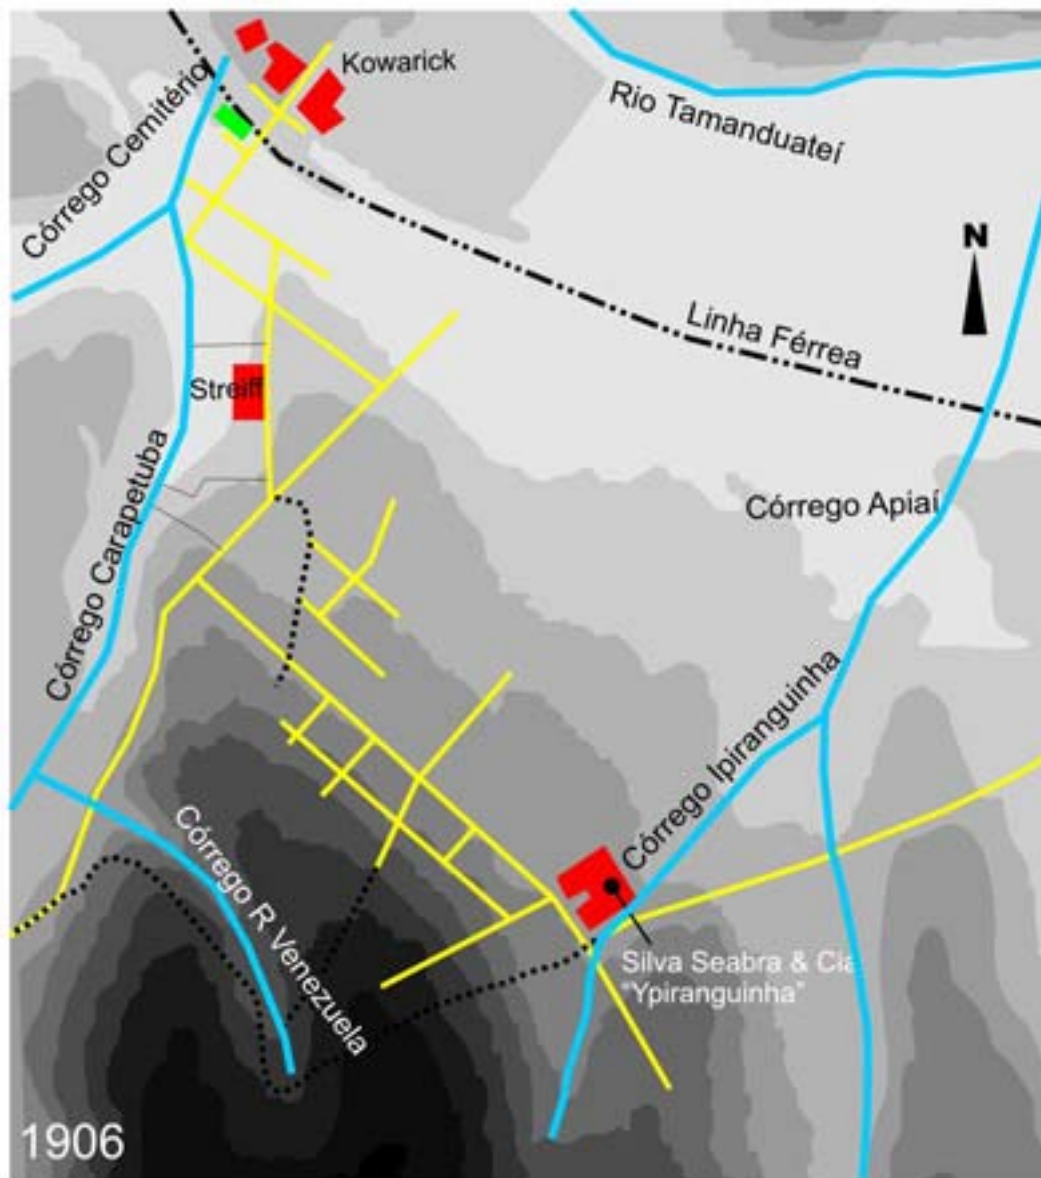 Kowarick
Córrego Cemitério
Rio Tamanduateí
N
Linha Férrea
Streiff
Córrego Carapetuba
Córrego Apiaí
Córrego Ipiranguinha
Córrego R Venezuela
Silva Seabra & Cia
"Ypiranguinha"
1906